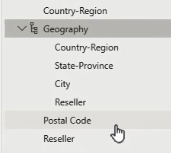 Country-Region
Geography
Country-Region
State-Province
City
Reseller
Postal Code
Reseller